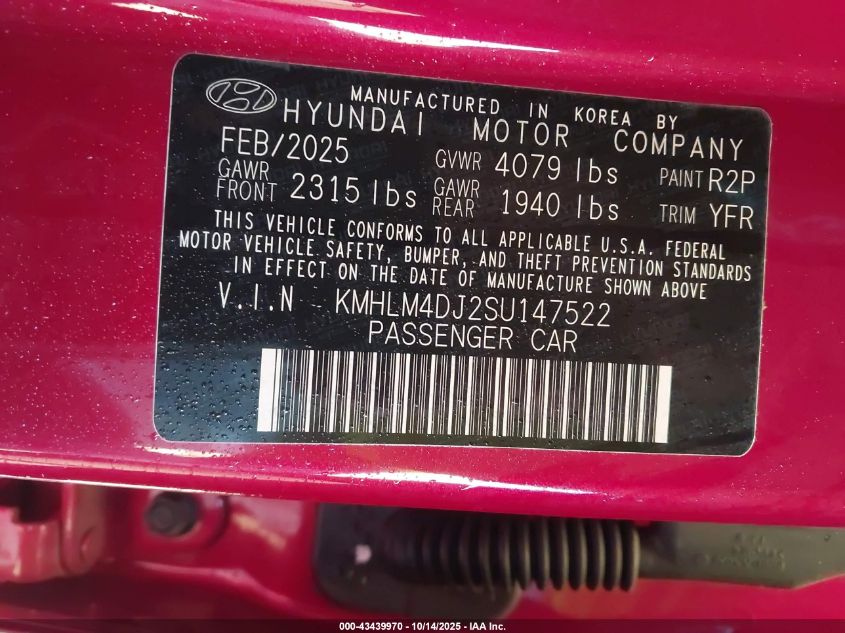 MANUFACTURED IN KOREA BY
HYUNDAI MOTOR COMPANY
FEB/2025 GVWR 4079 lbs PAINT R2P
GAWR FRONT 2315 lbs GAWR REAR 1940 lbs TRIM YFR
THIS VEHICLE CONFORMS TO ALL APPLICABLE U.S.A. FEDERAL
MOTOR VEHICLE SAFETY, BUMPER, AND THEFT PREVENTION STANDARDS
IN EFFECT ON THE DATE OF MANUFACTURE SHOWN ABOVE
V.I.N KMHLM4DJ2SU147522
PASSENGER CAR
000-43439970 - 10/14/2025 - IAA Inc.